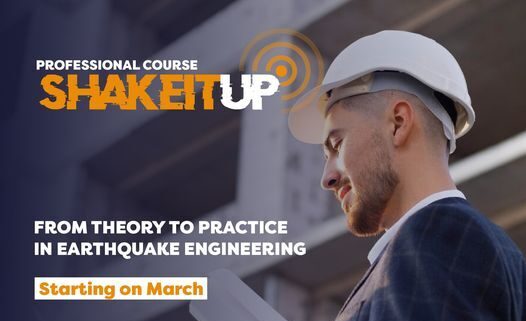 PROFESSIONAL COURSE
SHAKEITUP
FROM THEORY TO PRACTICE
IN EARTHQUAKE ENGINEERING
Starting on March